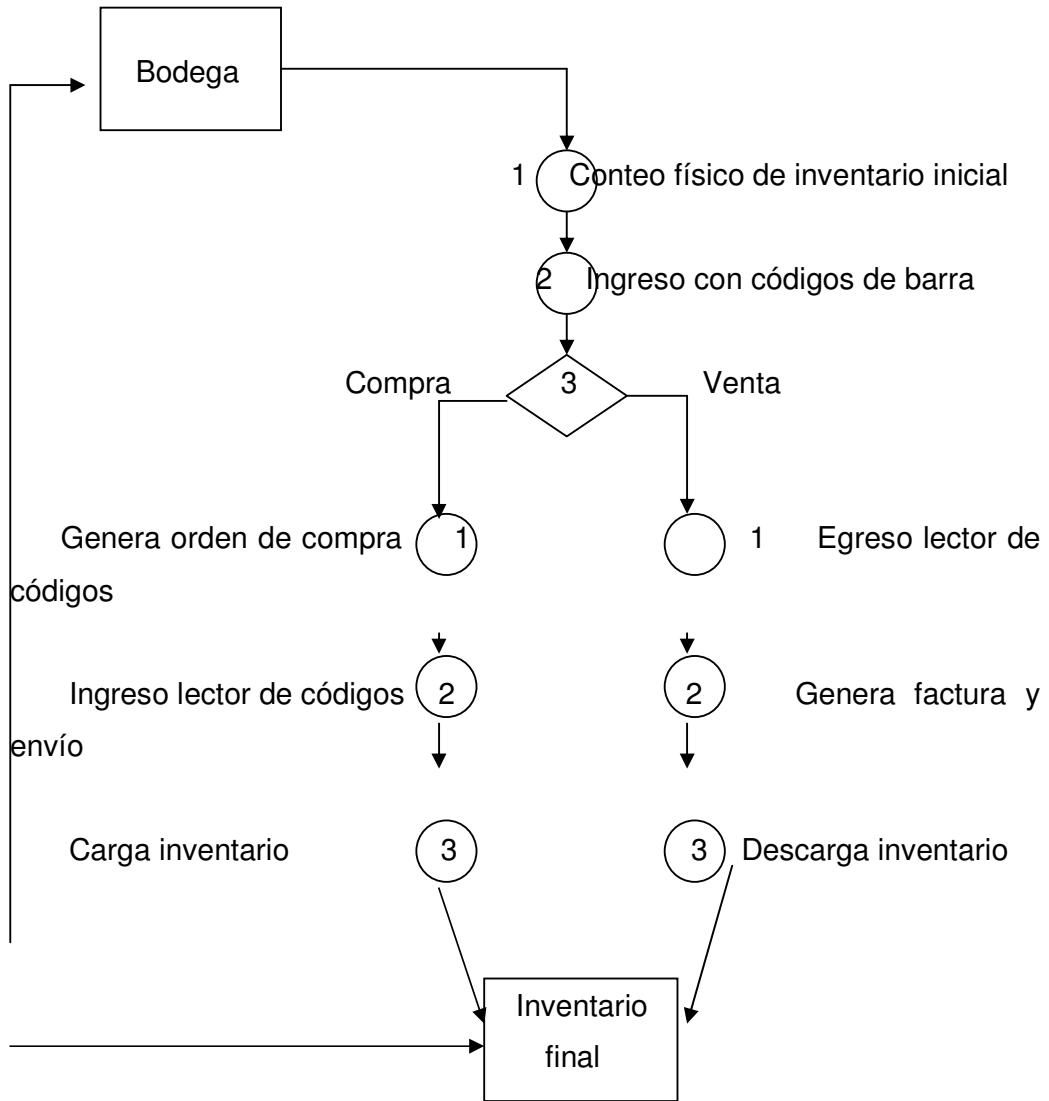 Bodega
1 Conteo físico de inventario inicial
2 Ingreso con códigos de barra
Compra 3 Venta
Genera orden de compra 1 1 Egreso lector de
códigos
Ingreso lector de códigos 2 2 Genera factura y
envío
Carga inventario 3 3 Descarga inventario
Inventario
final